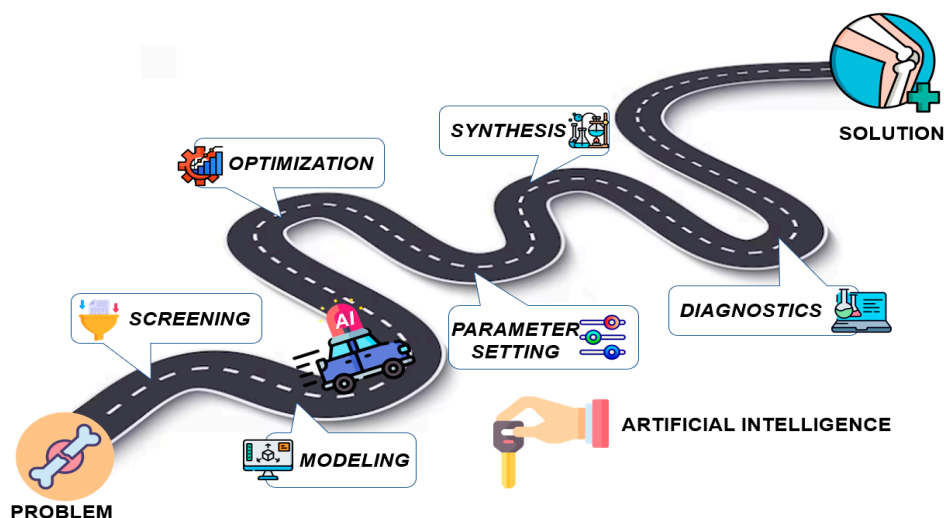 SOLUTION
SYNTHESIS
OPTIMIZATION
SCREENING
AI
PARAMETER
SETTING
DIAGNOSTICS
MODELING
ARTIFICIAL INTELLIGENCE
PROBLEM